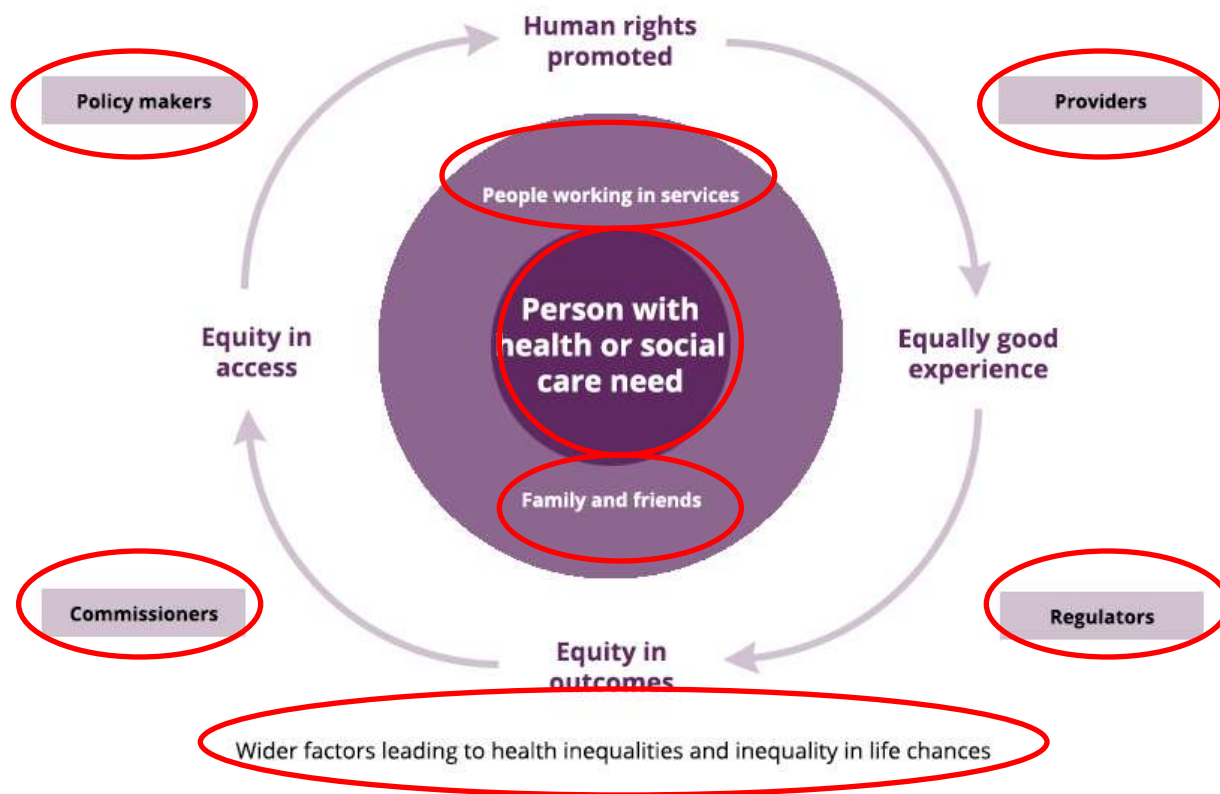 Human rights
promoted
Policy makers
Providers
People working in services
Person with
health or social
care need
Equity in
access
Equally good
experience
Family and friends
Commissioners
Regulators
Equity in
outcomes
Wider factors leading to health inequalities and inequality in life chances